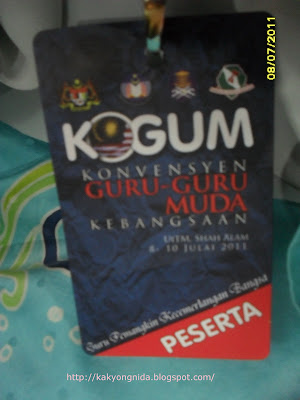 08/07/2011
KOGUM
KONVENSYEN
GURU-GURU
MUDA
KEBANGSAAN
UITM, SHAH ALAM
8- 10 JULAI 2011
Guru Pemangkin Kecemerlangan Bangsa
PESERTA
http://kakyongnida.blogspot.com/